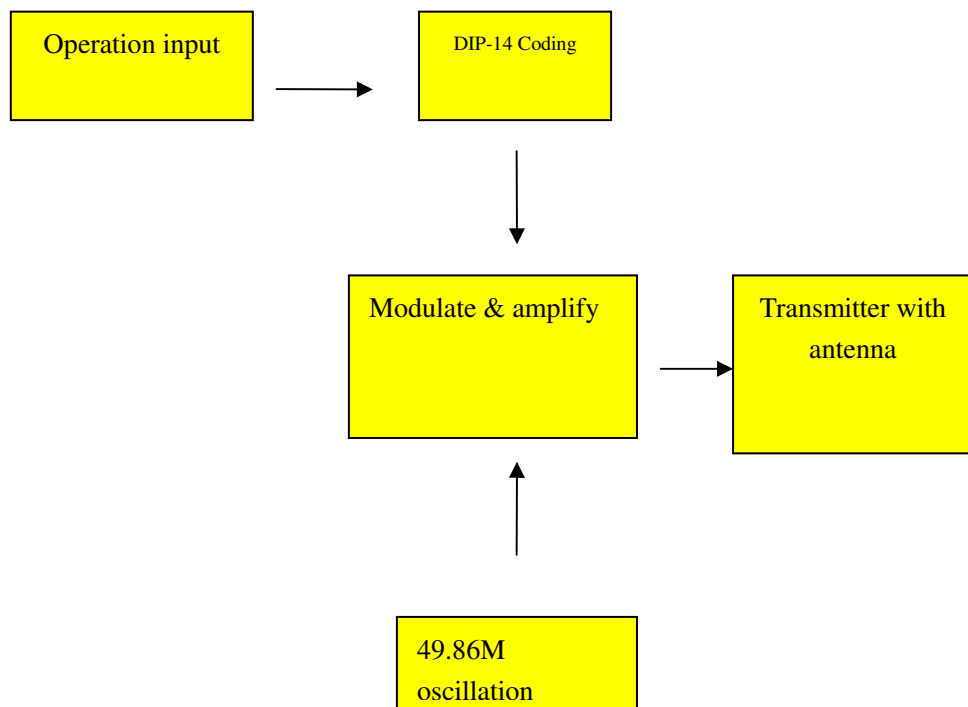 Operation input
DIP-14 Coding
Modulate & amplify
Transmitter with
antenna
49.86M
oscillation